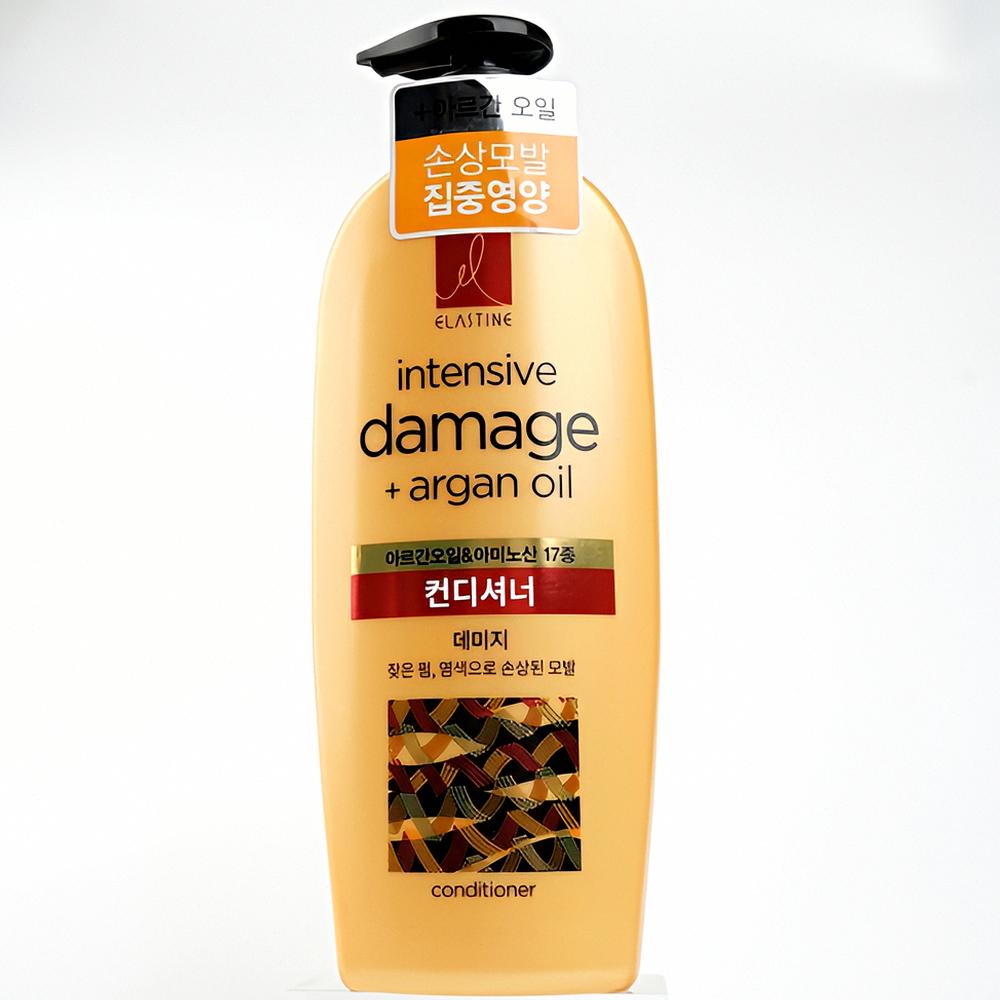 +아르간 오일
손상모발
집중영양
el
ELASTINE
intensive
damage
+ argan oil
아르간오일&아미노산 17종
컨디셔너
데미지
잦은 펌, 염색으로 손상된 모발
conditioner